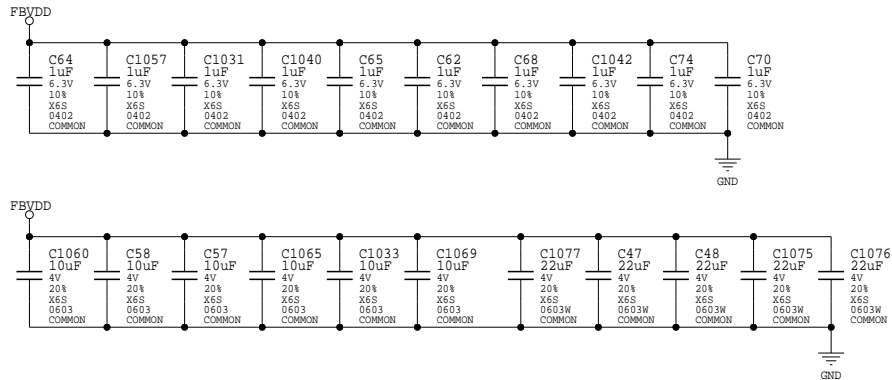 FBVDD
C64 C1057 C1031 C1040 C65 C62 C68 C1042 C74 C70
1uF 1uF 1uF 1uF 1uF 1uF 1uF 1uF 1uF 1uF
6.3V 6.3V 6.3V 6.3V 6.3V 6.3V 6.3V 6.3V 6.3V 6.3V
10% 10% 10% 10% 10% 10% 10% 10% 10% 10%
X6S X6S X6S X6S X6S X6S X6S X6S X6S X6S
0402 0402 0402 0402 0402 0402 0402 0402 0402 0402
COMMON COMMON COMMON COMMON COMMON COMMON COMMON COMMON COMMON COMMON
GND
FBVDD
C1060 C58 C57 C1065 C1033 C1069 C1077 C47 C48 C1075 C1076
10uF 10uF 10uF 10uF 10uF 10uF 22uF 22uF 22uF 22uF 22uF
4V 4V 4V 4V 4V 4V 4V 4V 4V 4V 4V
20% 20% 20% 20% 20% 20% 20% 20% 20% 20% 20%
X6S X6S X6S X6S X6S X6S X6S X6S X6S X6S X6S
0603 0603 0603 0603 0603 0603 0603W 0603W 0603W 0603W 0603W
COMMON COMMON COMMON COMMON COMMON COMMON COMMON COMMON COMMON COMMON COMMON
GND